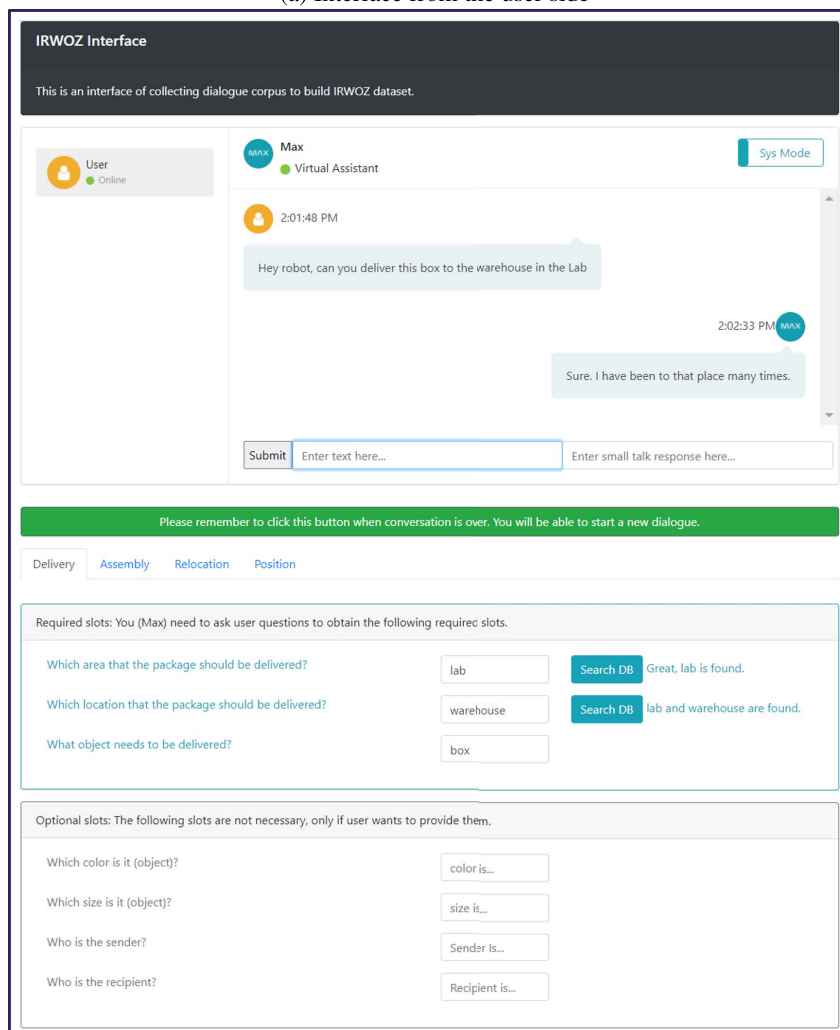 (a) Interface from the user side
IRWOZ Interface
This is an interface of collecting dialogue corpus to build IRWOZ dataset.
User
Online
MAX
Max
Virtual Assistant
Sys Mode
2:01:48 PM
Hey robot, can you deliver this box to the warehouse in the Lab
2:02:33 PM MAX
Sure. I have been to that place many times.
Submit Enter text here... Enter small talk response here...
Please remember to click this button when conversation is over. You will be able to start a new dialogue.
Delivery Assembly Relocation Position
Required slots: You (Max) need to ask user questions to obtain the following required slots.
Which area that the package should be delivered? lab Search DB Great, lab is found.
Which location that the package should be delivered? warehouse Search DB lab and warehouse are found.
What object needs to be delivered? box
Optional slots: The following slots are not necessary, only if user wants to provide them.
Which color is it (object)? color is...
Which size is it (object)? size is...
Who is the sender? Sender is...
Who is the recipient? Recipient is...